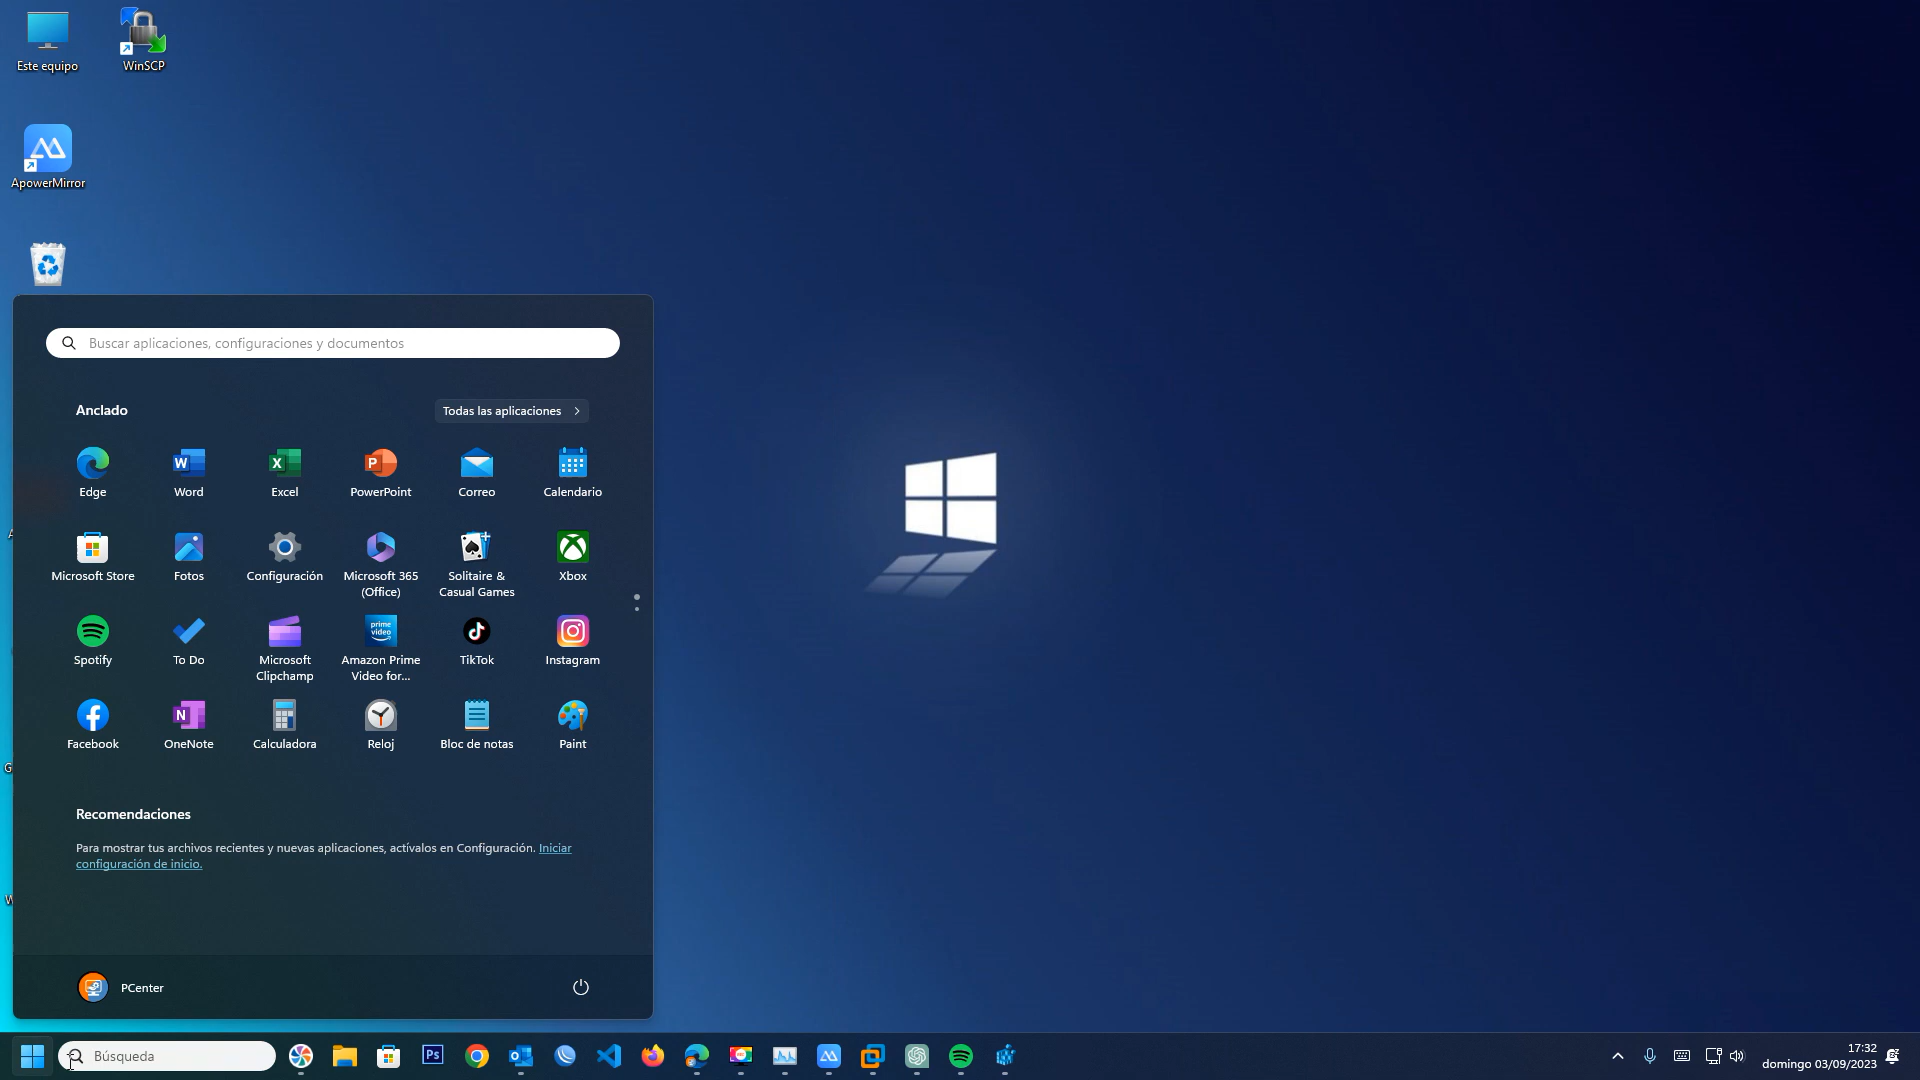 Este equipo
WinSCP
ApowerMirror
Buscar aplicaciones, configuraciones y documentos
Anclado
Todas las aplicaciones
Edge
Word
Excel
PowerPoint
Correo
Calendario
Microsoft Store
Fotos
Configuración
Microsoft 365
(Office)
Solitaire &
Casual Games
Xbox
prime
video
Spotify
To Do
Microsoft
Clipchamp
Amazon Prime
Video for...
TikTok
Instagram
Facebook
OneNote
Calculadora
Reloj
Bloc de notas
Paint
Recomendaciones
Para mostrar tus archivos recientes y nuevas aplicaciones, actívalos en Configuración. Iniciar
configuración de inicio.
PCenter
Búsqueda
Ps
17:32
domingo 03/09/2023